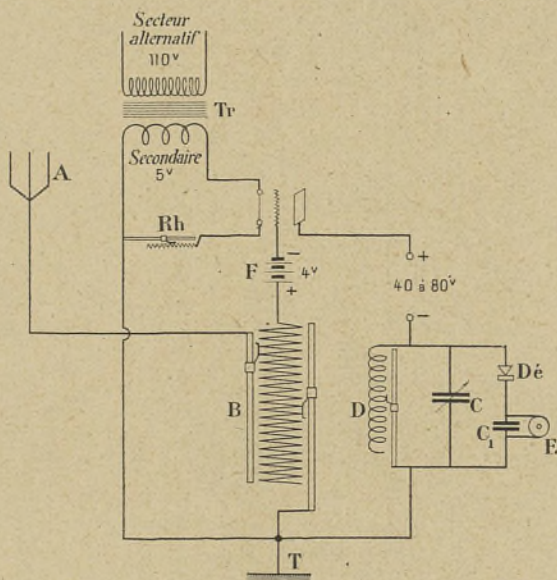 Secteur
alternatif
110v
Tr
Secondaire
5v
A
Rh
F
−
4v
+
+
40 à 80v
−
B
D
C
Dé
C₁
E
T